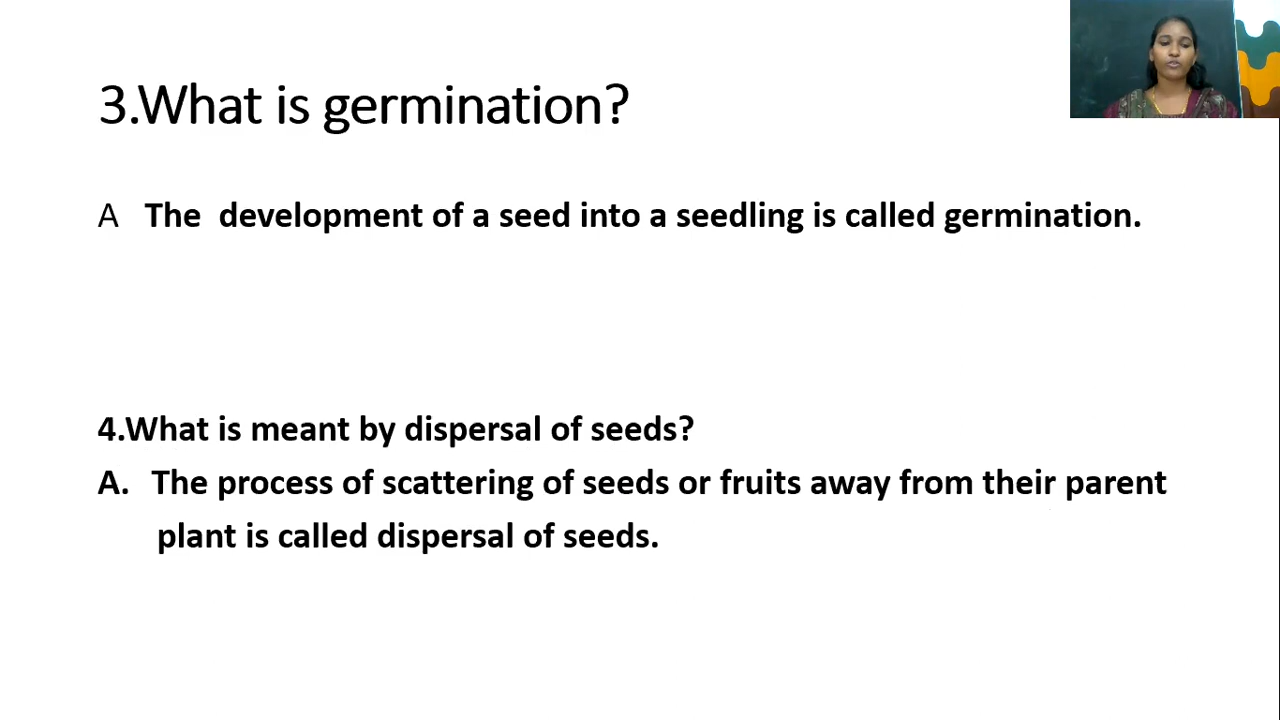 3.What is germination?
A The development of a seed into a seedling is called germination.
4.What is meant by dispersal of seeds?
A. The process of scattering of seeds or fruits away from their parent
plant is called dispersal of seeds.